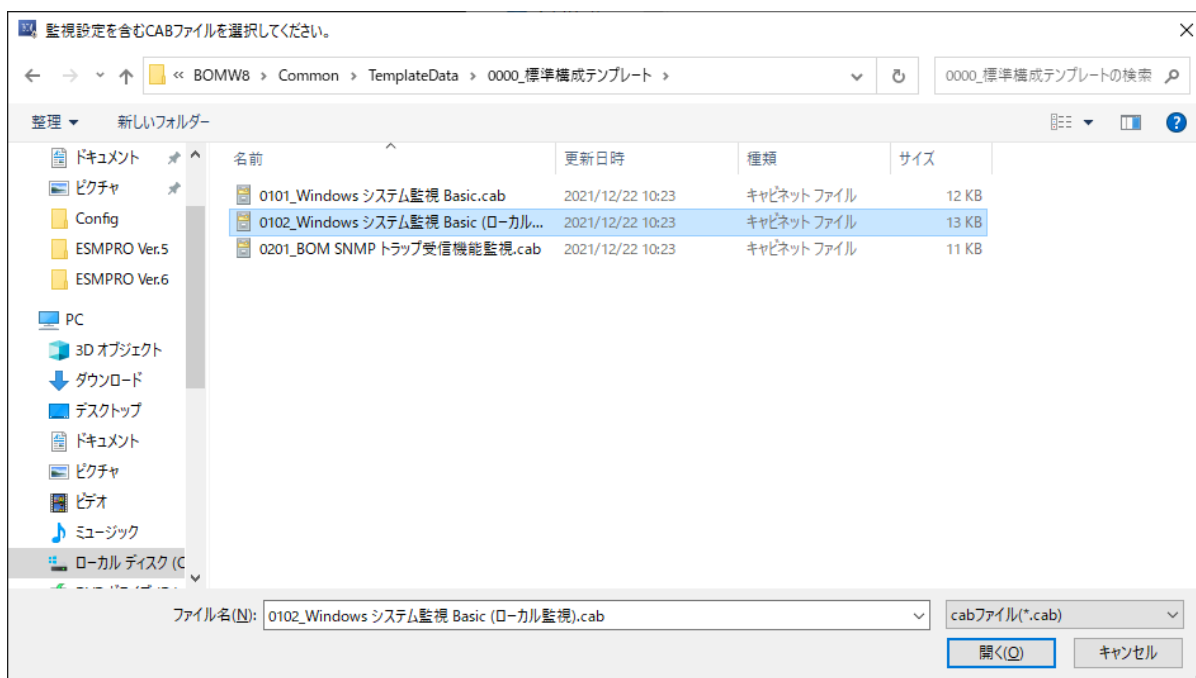 監視設定を含むCABファイルを選択してください。
« BOMW8 › Common › TemplateData › 0000_標準構成テンプレート ›
0000_標準構成テンプレートの検索
整理 新しいフォルダー
名前 更新日時 種類 サイズ
0101_Windows システム監視 Basic.cab 2021/12/22 10:23 キャビネット ファイル 12 KB
0102_Windows システム監視 Basic (ローカル... 2021/12/22 10:23 キャビネット ファイル 13 KB
0201_BOM SNMP トラップ受信機能監視.cab 2021/12/22 10:23 キャビネット ファイル 11 KB
ドキュメント
ピクチャ
Config
ESMPRO Ver.5
ESMPRO Ver.6
PC
3D オブジェクト
ダウンロード
デスクトップ
ドキュメント
ピクチャ
ビデオ
ミュージック
ローカル ディスク (C
ファイル名(N): 0102_Windows システム監視 Basic (ローカル監視).cab
cabファイル(*.cab)
開く(O) キャンセル